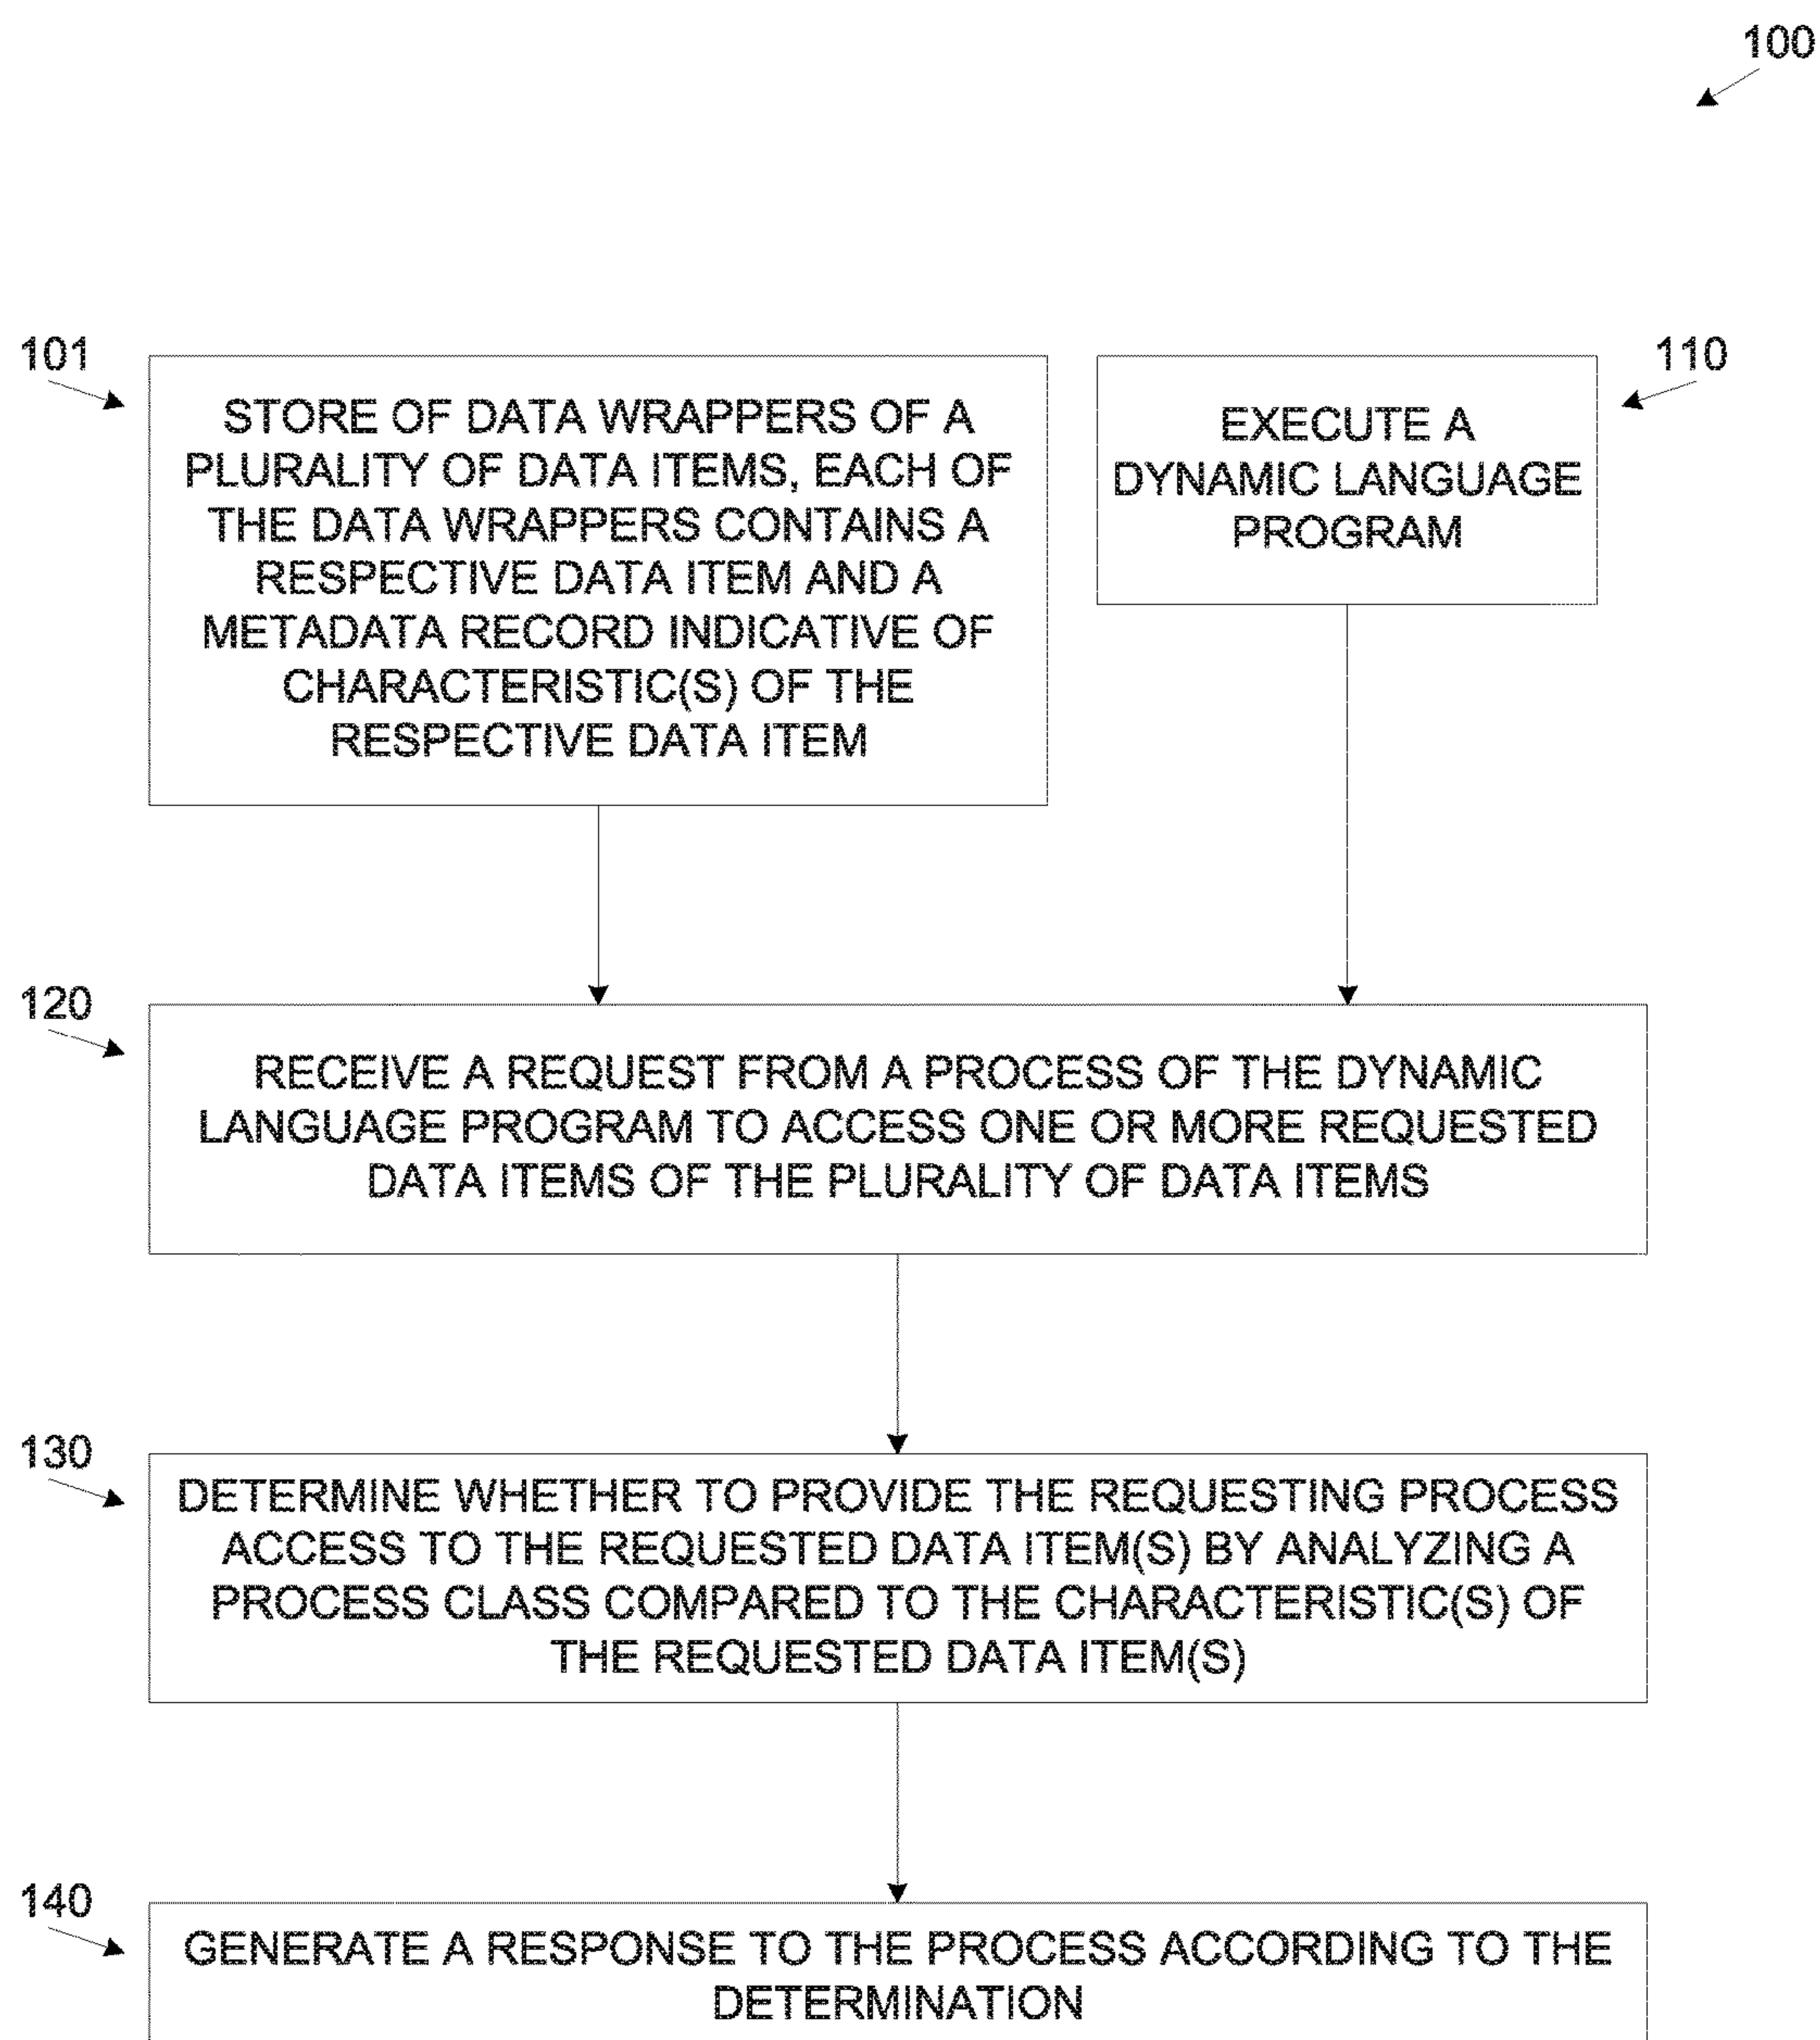 100
101
STORE OF DATA WRAPPERS OF A
PLURALITY OF DATA ITEMS, EACH OF
THE DATA WRAPPERS CONTAINS A
RESPECTIVE DATA ITEM AND A
METADATA RECORD INDICATIVE OF
CHARACTERISTIC(S) OF THE
RESPECTIVE DATA ITEM
110
EXECUTE A
DYNAMIC LANGUAGE
PROGRAM
120
RECEIVE A REQUEST FROM A PROCESS OF THE DYNAMIC
LANGUAGE PROGRAM TO ACCESS ONE OR MORE REQUESTED
DATA ITEMS OF THE PLURALITY OF DATA ITEMS
130
DETERMINE WHETHER TO PROVIDE THE REQUESTING PROCESS
ACCESS TO THE REQUESTED DATA ITEM(S) BY ANALYZING A
PROCESS CLASS COMPARED TO THE CHARACTERISTIC(S) OF
THE REQUESTED DATA ITEM(S)
140
GENERATE A RESPONSE TO THE PROCESS ACCORDING TO THE
DETERMINATION